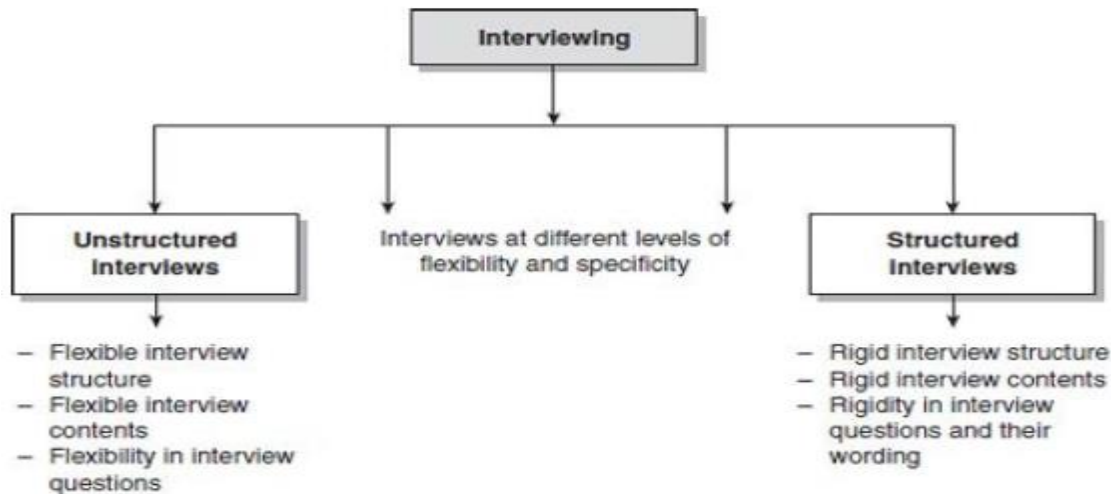 Interviewing
Unstructured
Interviews
Interviews at different levels of
flexibility and specificity
Structured
Interviews
– Flexible interview
structure
– Flexible interview
contents
– Flexibility in interview
questions
– Rigid interview structure
– Rigid interview contents
– Rigidity in interview
questions and their
wording